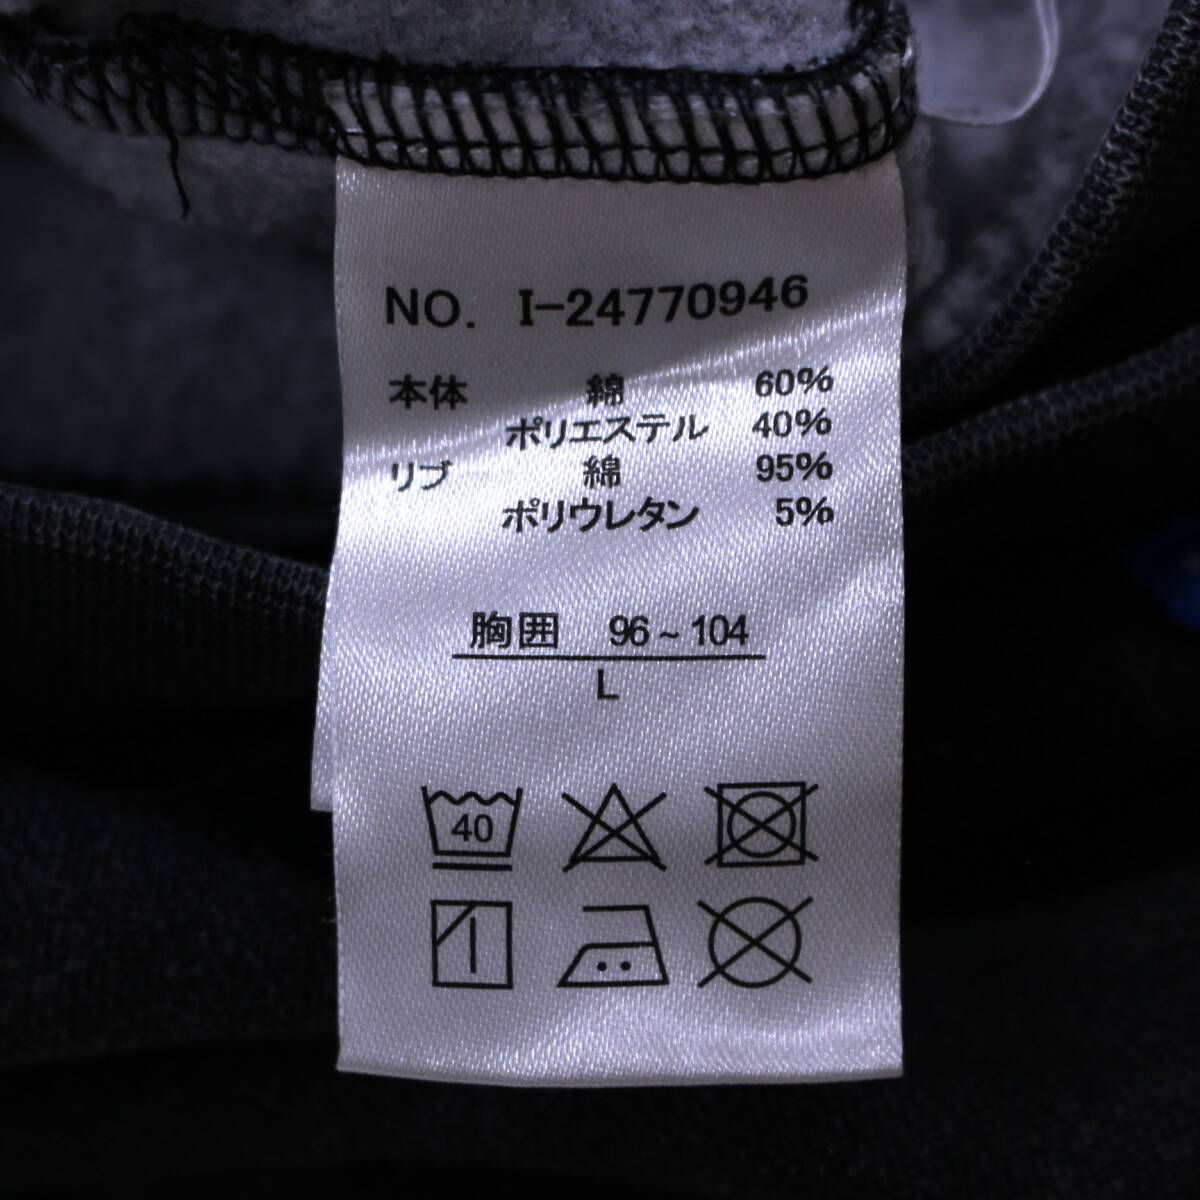 NO. I-24770946
本体 綿 60%
ポリエステル 40%
リブ 綿 95%
ポリウレタン 5%
胸囲 96~104
L
40